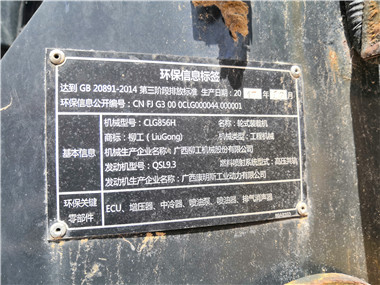 环保信息标签
达到 GB 20891-2014 第三阶段排放标准 生产日期: 20 年 月
环保信息公开编号: CN FJ G3 00 0CLG000044 000001
基本信息
机械型号: CLG856H 名称: 轮式装载机
商标: 柳工 (LiuGong) 机械类型: 工程机械
机械生产企业名称: 广西柳工机械股份有限公司
发动机型号: QSL9.3 燃料喷射系统型式: 高压共轨
发动机生产企业名称: 广西康明斯工业动力有限公司
环保关键
零部件
ECU、增压器、中冷器、喷油泵、喷油器、排气消声器